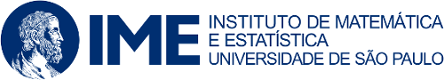 IME
INSTITUTO DE MATEMÁTICA
E ESTATÍSTICA
UNIVERSIDADE DE SÃO PAULO